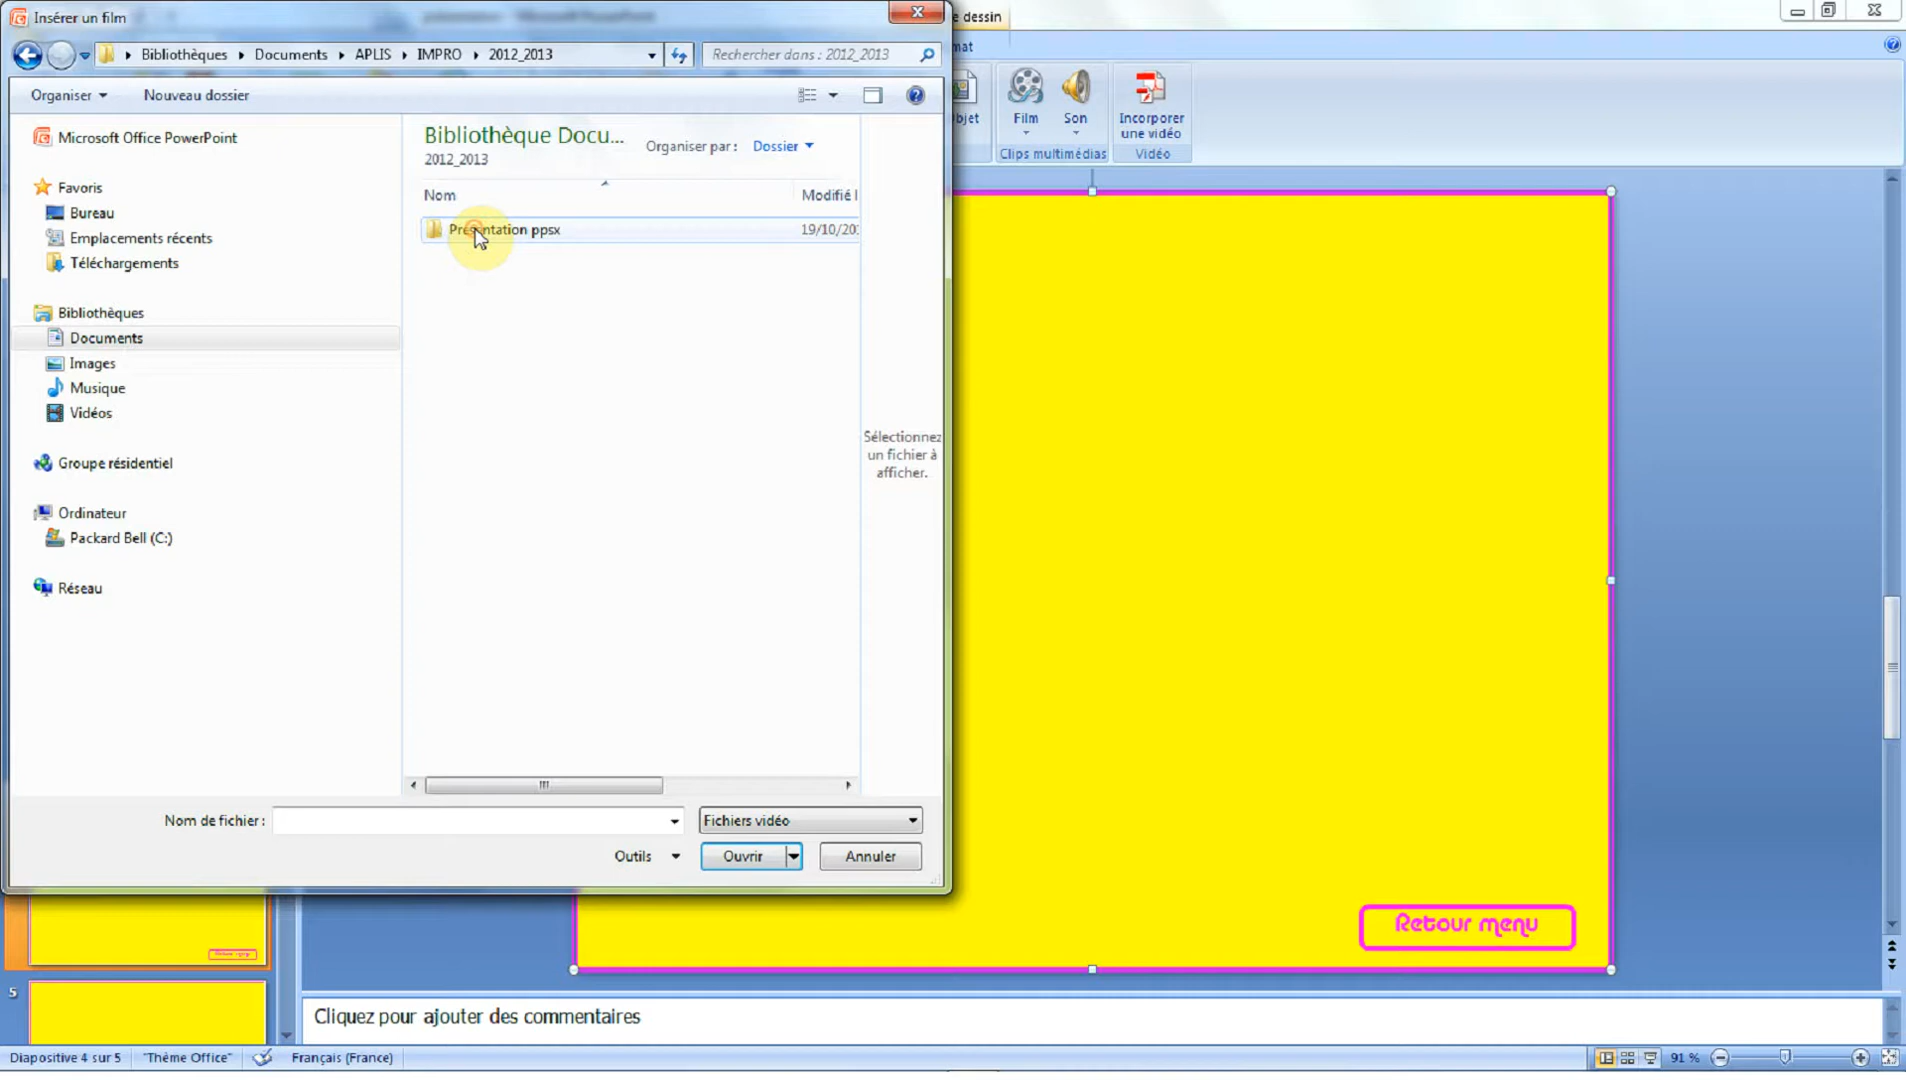 Insérer un film
Bibliothèques Documents APLIS IMPRO 2012_2013
Rechercher dans : 2012_2013
Organiser Nouveau dossier
Microsoft Office PowerPoint
Favoris
Bureau
Emplacements récents
Téléchargements
Bibliothèques
Documents
Images
Musique
Vidéos
Groupe résidentiel
Ordinateur
Packard Bell (C:)
Réseau
Bibliothèque Docu...
2012_2013
Organiser par : Dossier
Nom Modifié l
Présentation ppsx 19/10/20
Sélectionnez
un fichier à
afficher.
Nom de fichier :
Fichiers vidéo
Outils Ouvrir Annuler
e dessin
mat
Objet
Film
Son
Incorporer
une vidéo
Clips multimédias
Vidéo
Retour menu
5
Cliquez pour ajouter des commentaires
Diapositive 4 sur 5 "Thème Office" Français (France) 91 %